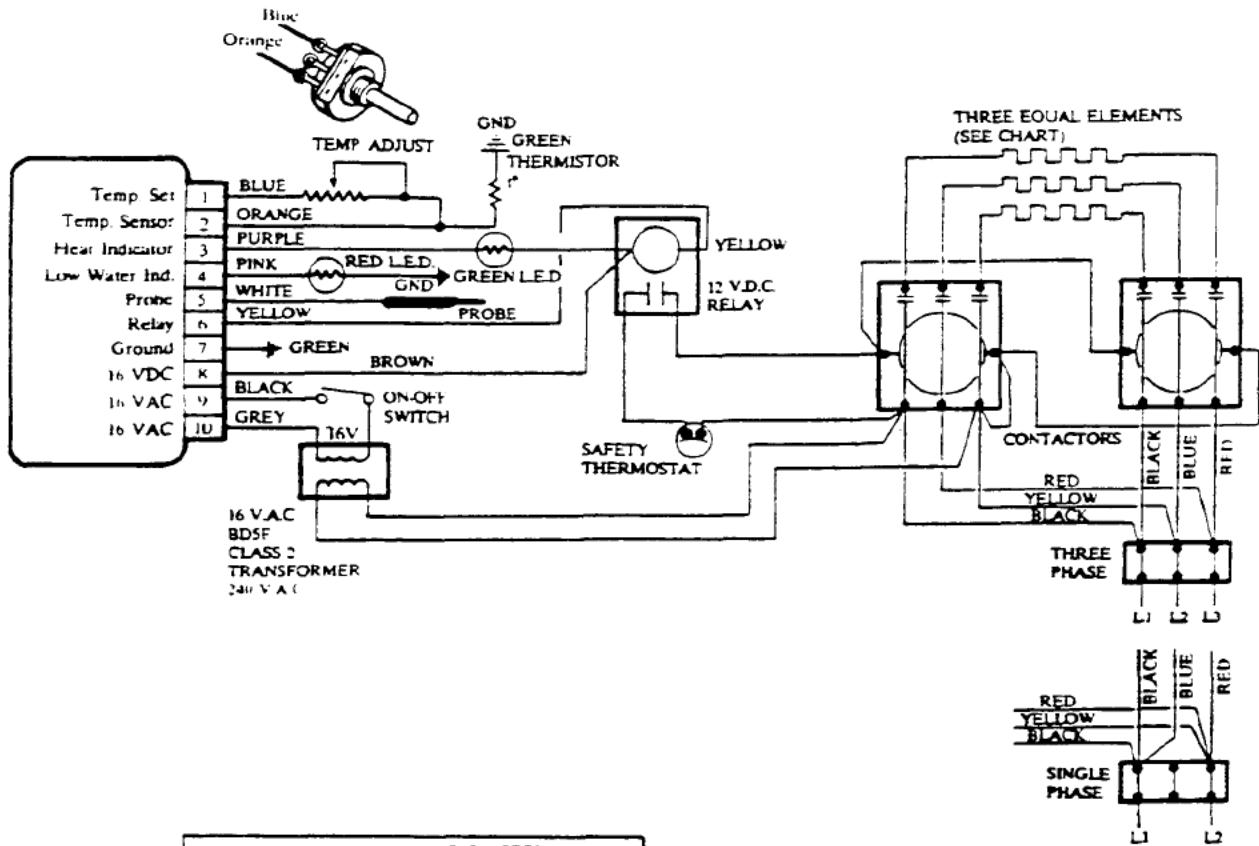 Blue
Orange
TEMP ADJUST
GND
GREEN
THERMISTOR
t°
Temp. Set 1 BLUE
Temp. Sensor 2 ORANGE
Heat Indicator 3 PURPLE
Low Water Ind. 4 PINK
Probe 5 WHITE
Relay 6 YELLOW
Ground 7 GREEN
16 VDC 8 BROWN
16 VAC 9 BLACK
16 VAC 10 GREY
RED L.E.D.
GREEN L.E.D
GND
PROBE
ON-OFF
SWITCH
16V
16 V.A.C
BD5F
CLASS 2
TRANSFORMER
240 V.A.C
YELLOW
12 V.D.C.
RELAY
SAFETY
THERMOSTAT
THREE EQUAL ELEMENTS
(SEE CHART)
CONTACTORS
BLACK
BLUE
RED
RED
YELLOW
BLACK
THREE
PHASE
L1 L2 L3
BLACK
BLUE
RED
RED
YELLOW
BLACK
SINGLE
PHASE
L1 L2